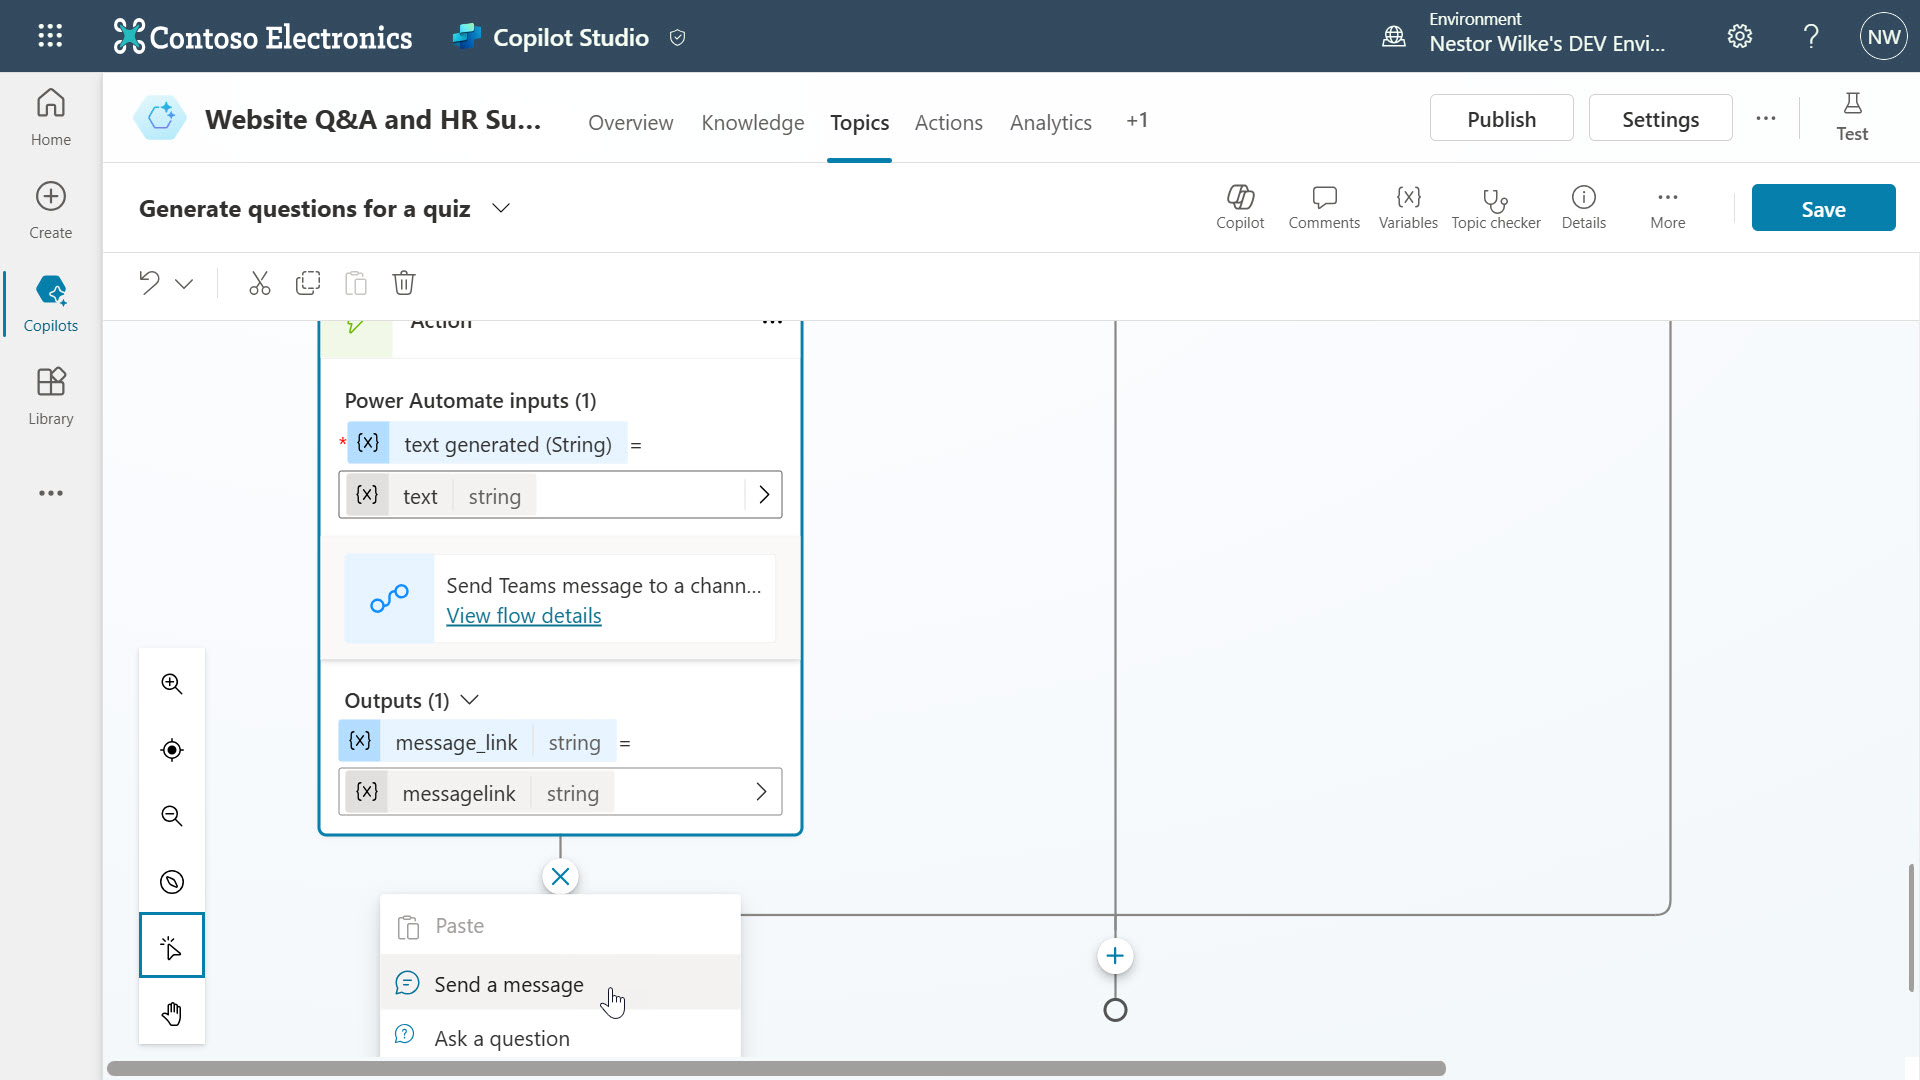 Contoso Electronics
Copilot Studio
Environment
Nestor Wilke's DEV Envi...
NW
Home
Create
Copilots
Library
Website Q&A and HR Su...
Overview
Knowledge
Topics
Actions
Analytics
+1
Publish
Settings
Test
Generate questions for a quiz
Copilot
Comments
Variables
Topic checker
Details
More
Save
Action
Power Automate inputs (1)
* {x} text generated (String) =
{x} text string
Send Teams message to a chann...
View flow details
Outputs (1)
{x} message_link string =
{x} messagelink string
Paste
Send a message
Ask a question